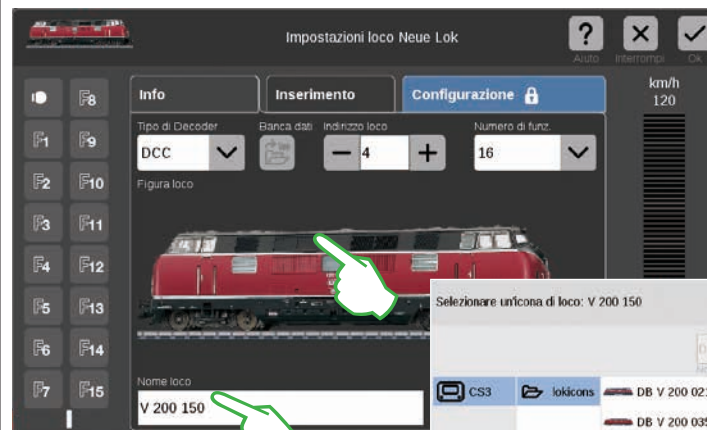 Impostazioni loco Neue Lok
?
Aiuto
Interrompi
Ok
Info
Inserimento
Configurazione
km/h
120
F8
F1
F9
F2
F10
F3
F11
F4
F12
F5
F13
F6
F14
F7
F15
Tipo di Decoder
Banca dati
Indirizzo loco
Numero di funz.
DCC
4
16
Figura loco
Nome loco
V 200 150
Selezionare un'icona di loco: V 200 150
CS3
lokicons
DB V 200 02
DB V 200 035